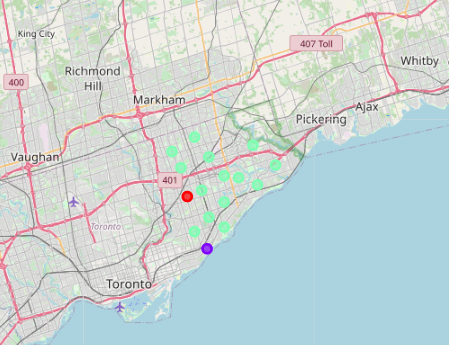 King City
407 Toll
Whitby
400
Richmond
Hill
Markham
Ajax
Pickering
Vaughan
401
Toronto
Toronto